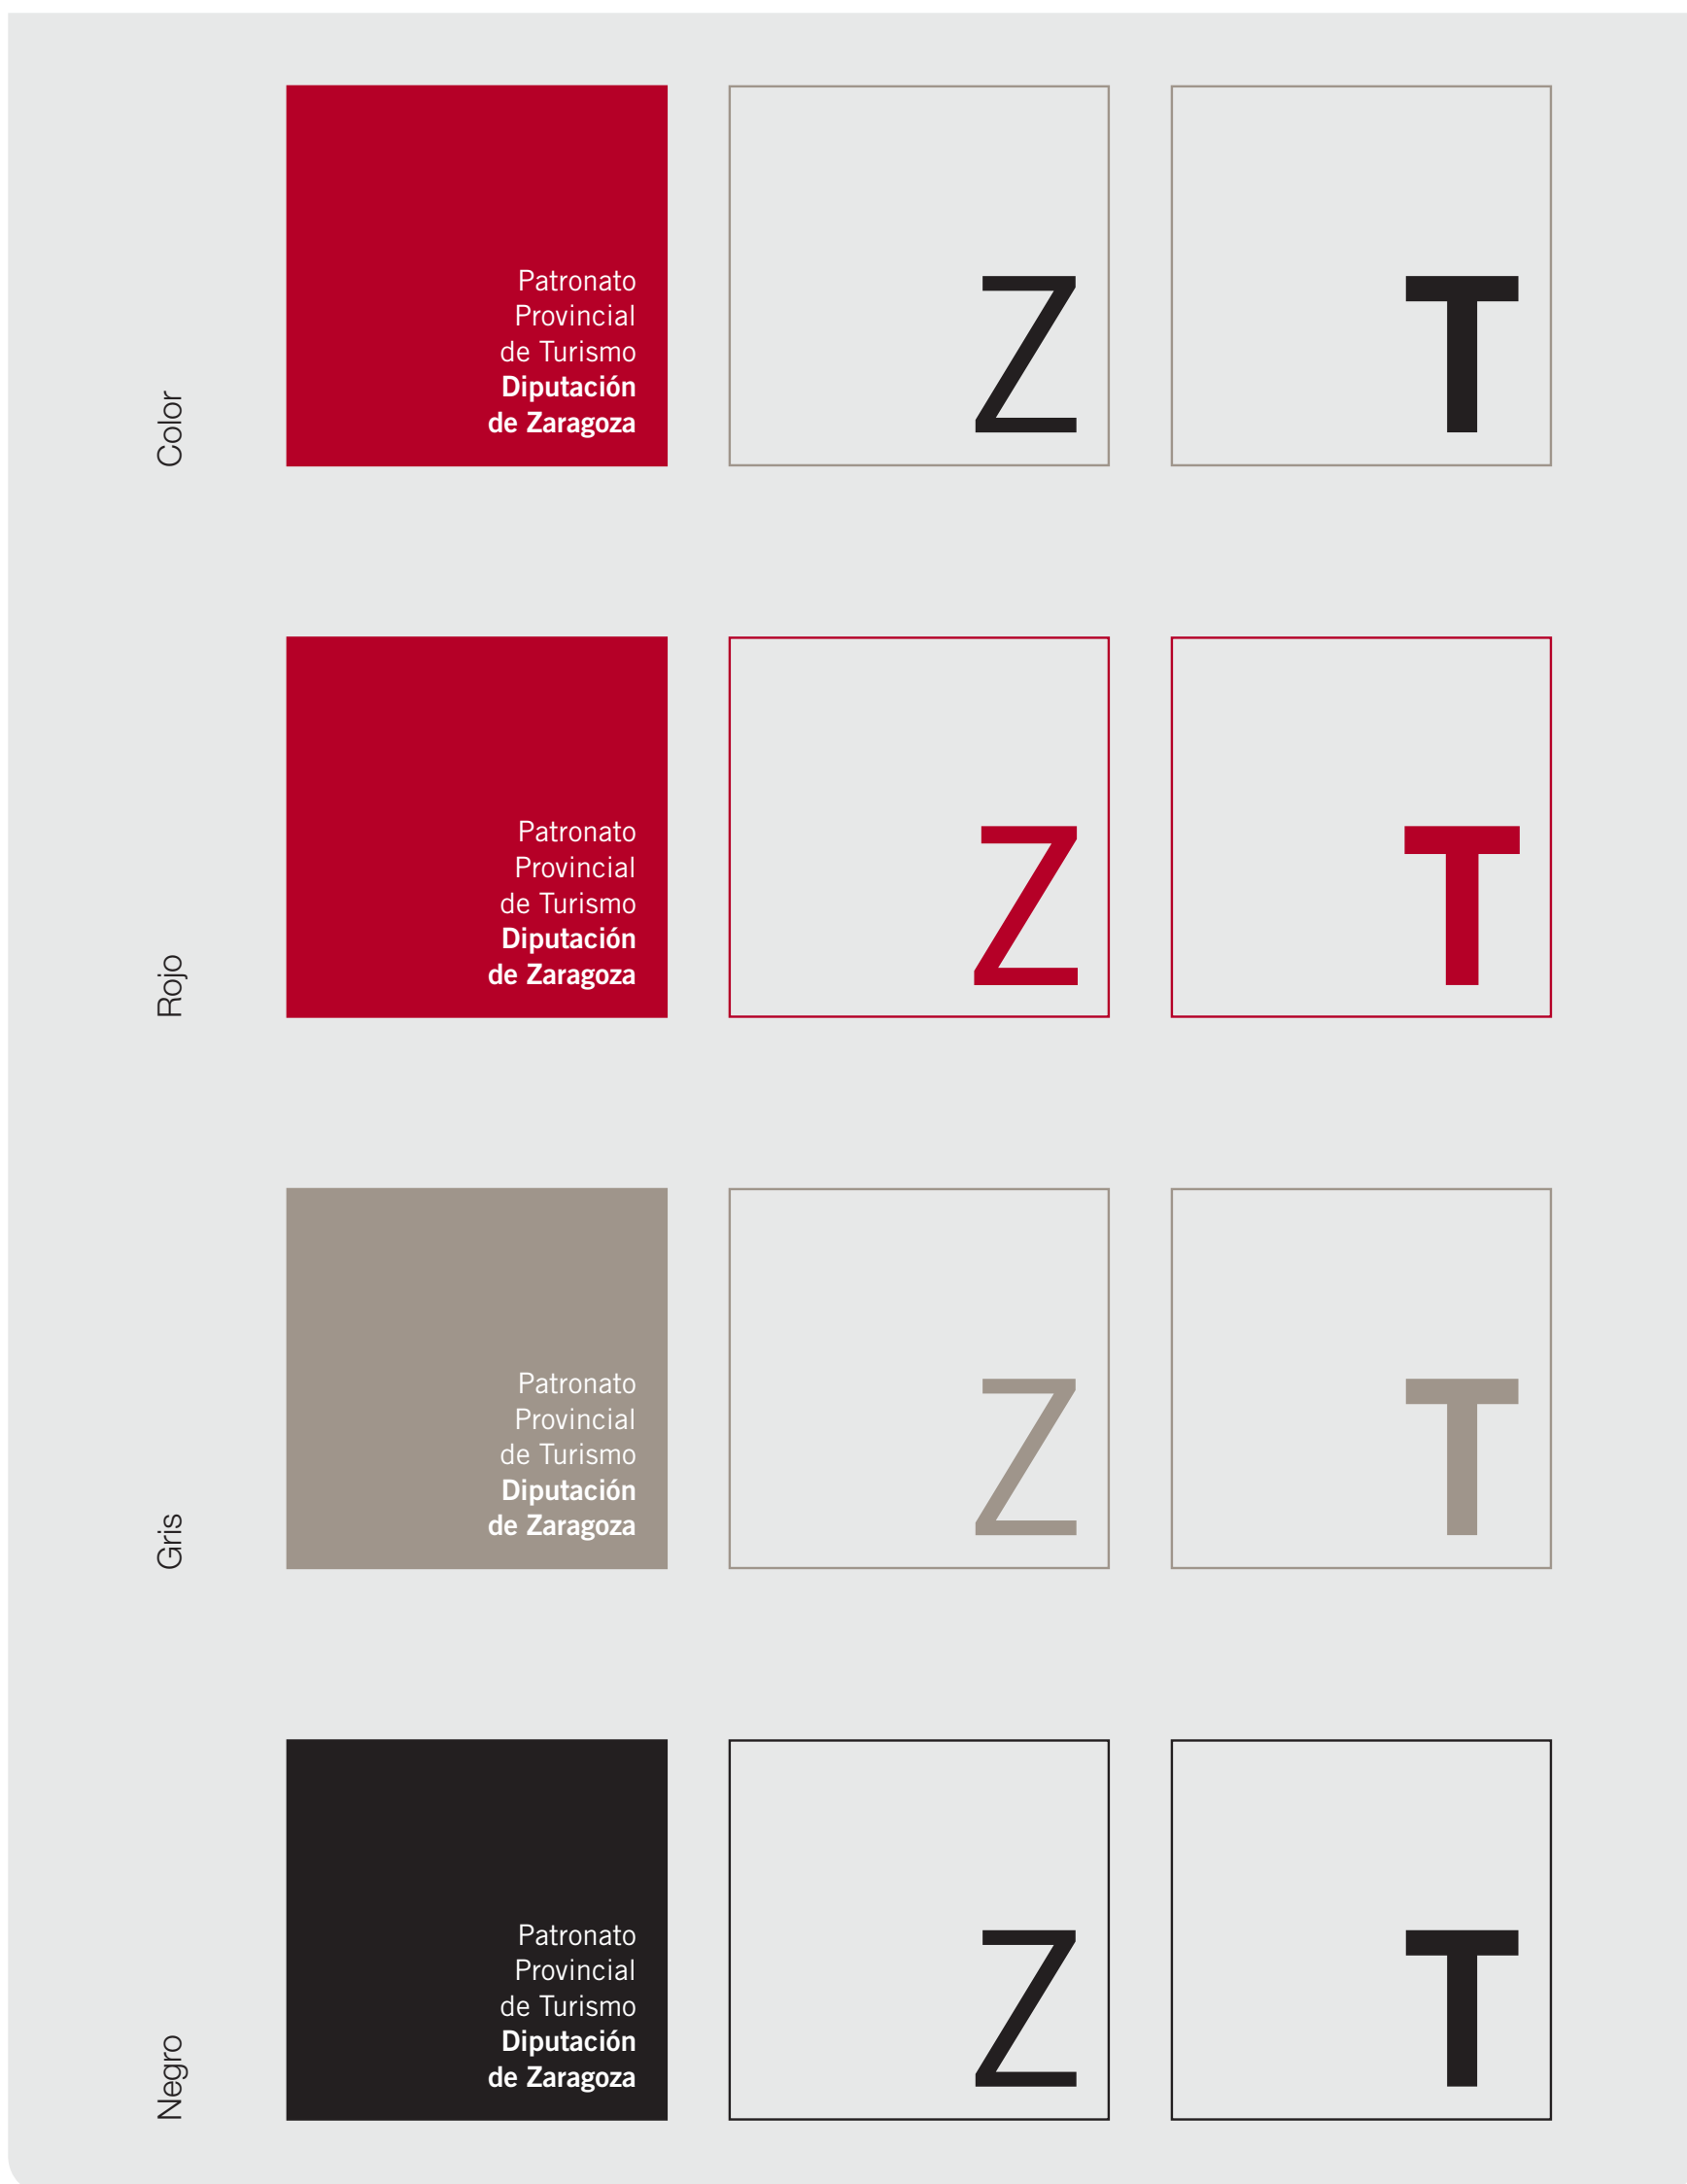 Color
Patronato
Provincial
de Turismo
Diputación
de Zaragoza
Z
T
Rojo
Patronato
Provincial
de Turismo
Diputación
de Zaragoza
Z
T
Gris
Patronato
Provincial
de Turismo
Diputación
de Zaragoza
Z
T
Negro
Patronato
Provincial
de Turismo
Diputación
de Zaragoza
Z
T